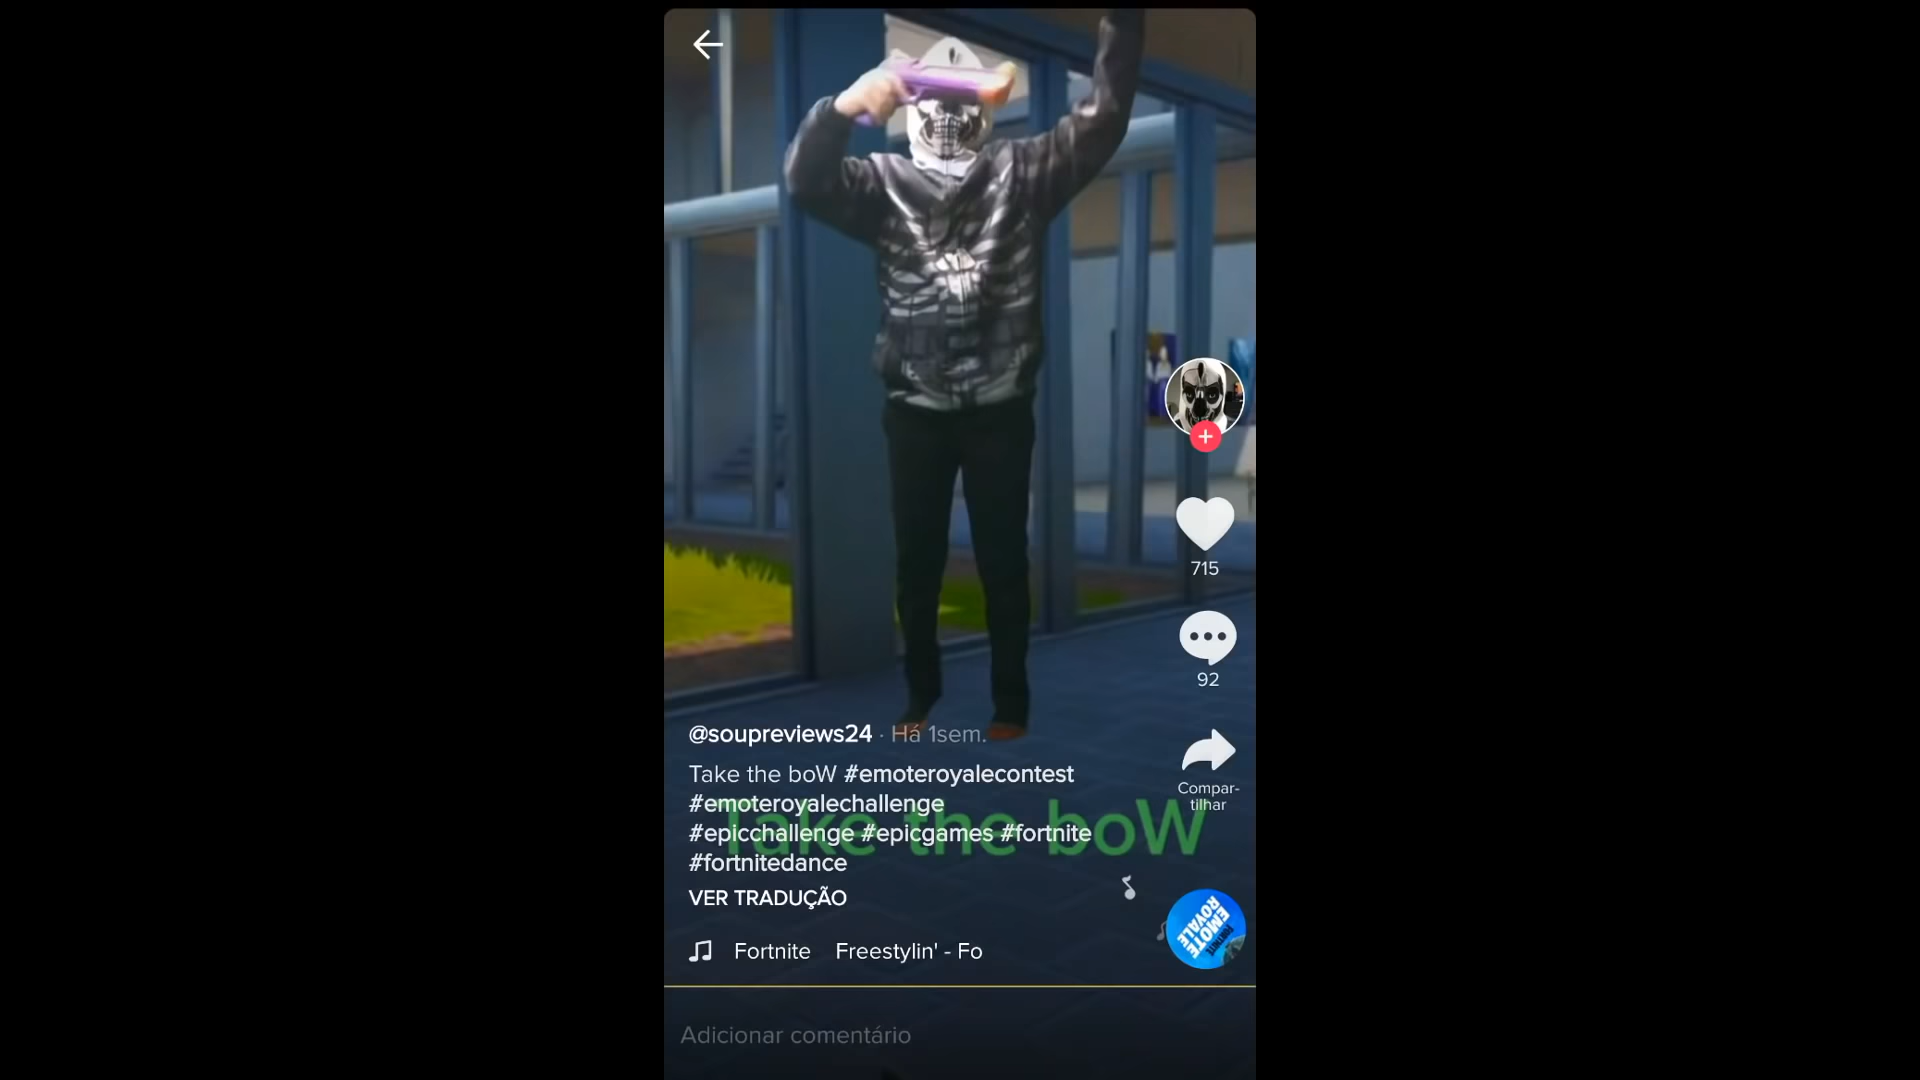 715
92
@soupreviews24 · Há 1sem.
Take the boW #emoteroyalecontest
#emoteroyalechallenge
#epicchallenge #epicgames #fortnite
#fortnitedance
Compar-
tilhar
Take the boW
VER TRADUÇÃO
EMOTE
ROYALE
FORTNITE
Fortnite Freestylin' - Fo
Adicionar comentário